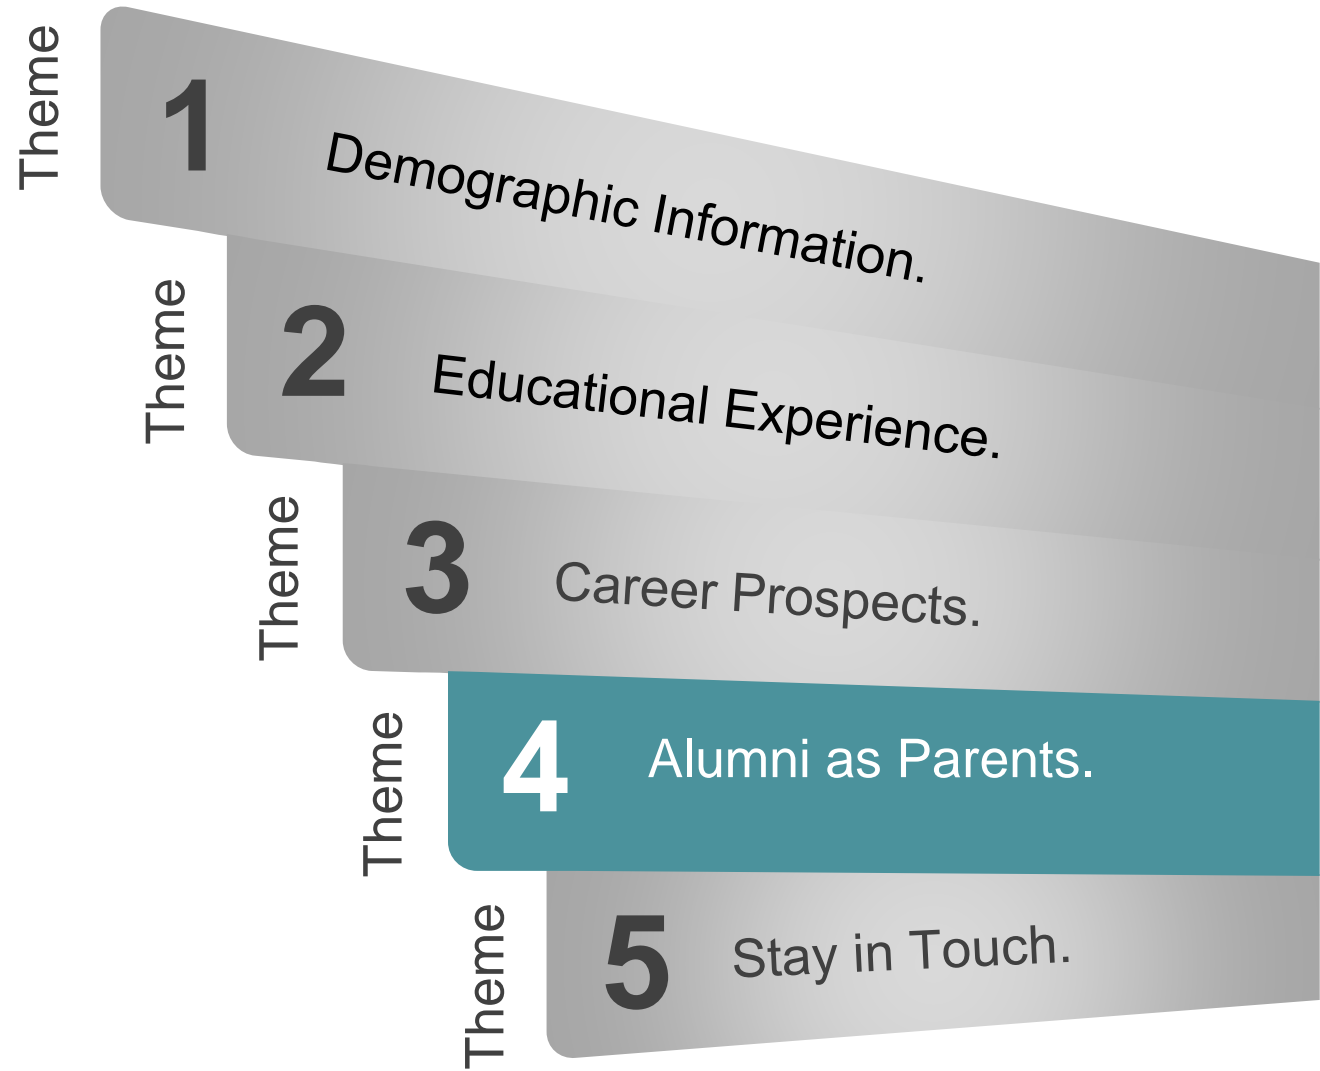 Theme
1
Demographic Information.
Theme
2
Educational Experience.
Theme
3
Career Prospects.
Theme
4
Alumni as Parents.
Theme
5
Stay in Touch.